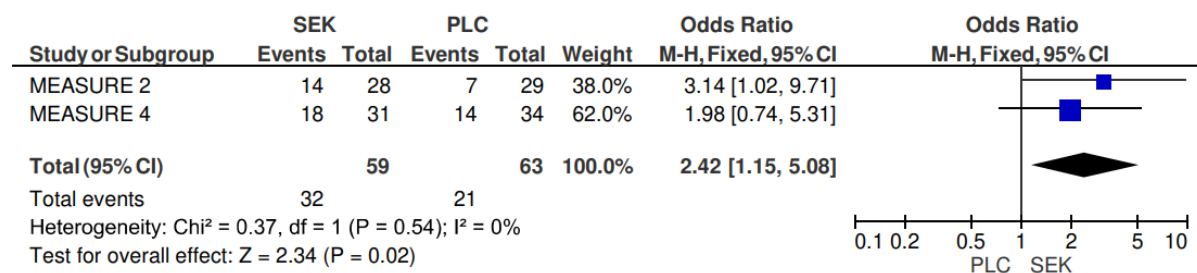 SEK PLC Odds Ratio Odds Ratio
Study or Subgroup Events Total Events Total Weight M-H, Fixed, 95% CI M-H, Fixed, 95% CI
MEASURE 2 14 28 7 29 38.0% 3.14 [1.02, 9.71]
MEASURE 4 18 31 14 34 62.0% 1.98 [0.74, 5.31]
Total (95% CI) 59 63 100.0% 2.42 [1.15, 5.08]
Total events 32 21
Heterogeneity: Chi² = 0.37, df = 1 (P = 0.54); I² = 0%
Test for overall effect: Z = 2.34 (P = 0.02)
0.1 0.2 0.5 1 2 5 10
PLC SEK